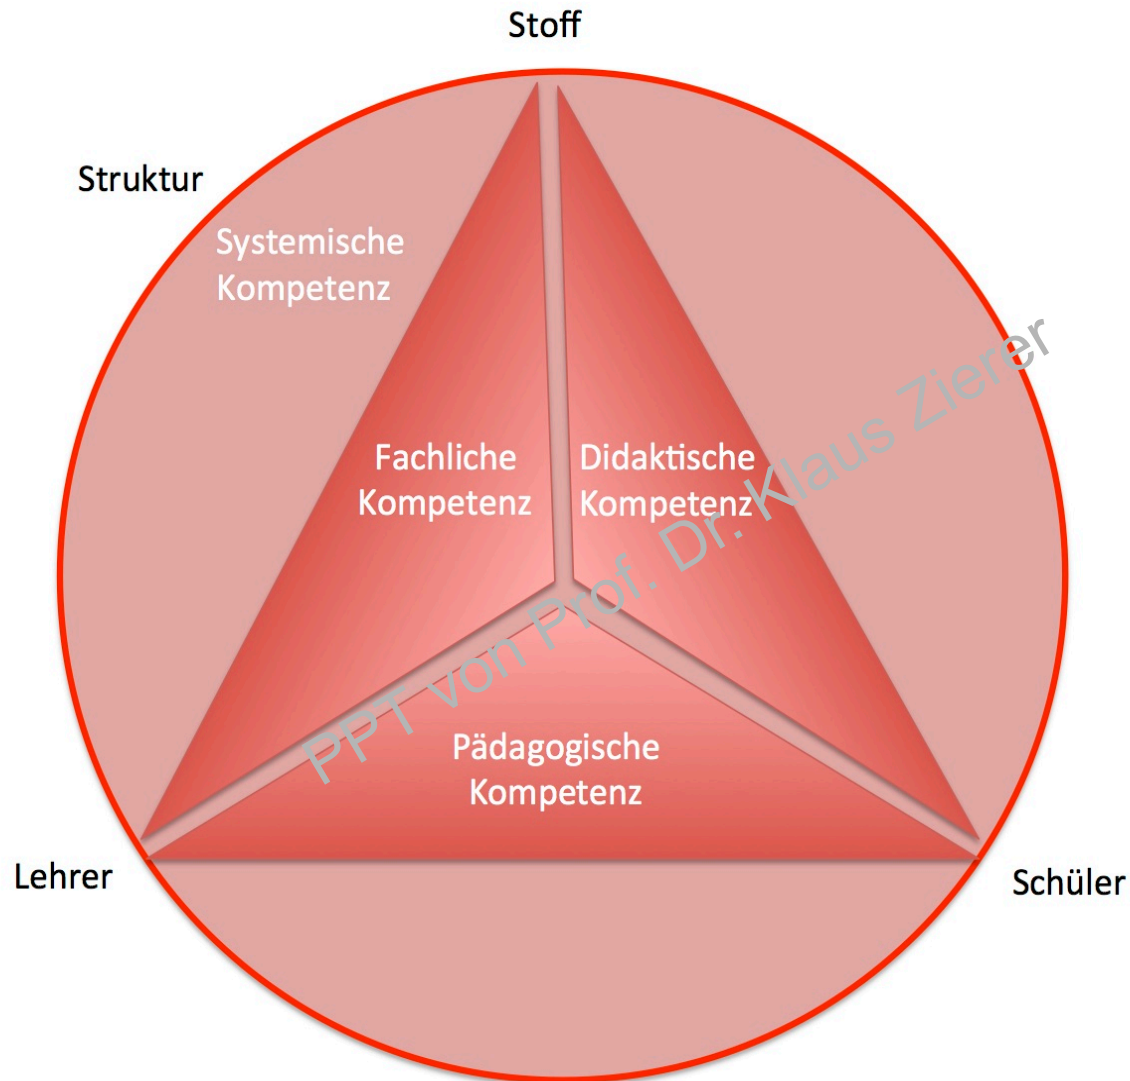 Stoff
Struktur
Systemische
Kompetenz
Fachliche
Kompetenz
Didaktische
Kompetenz
PPT von Prof. Dr. Klaus Zierer
Pädagogische
Kompetenz
Lehrer
Schüler